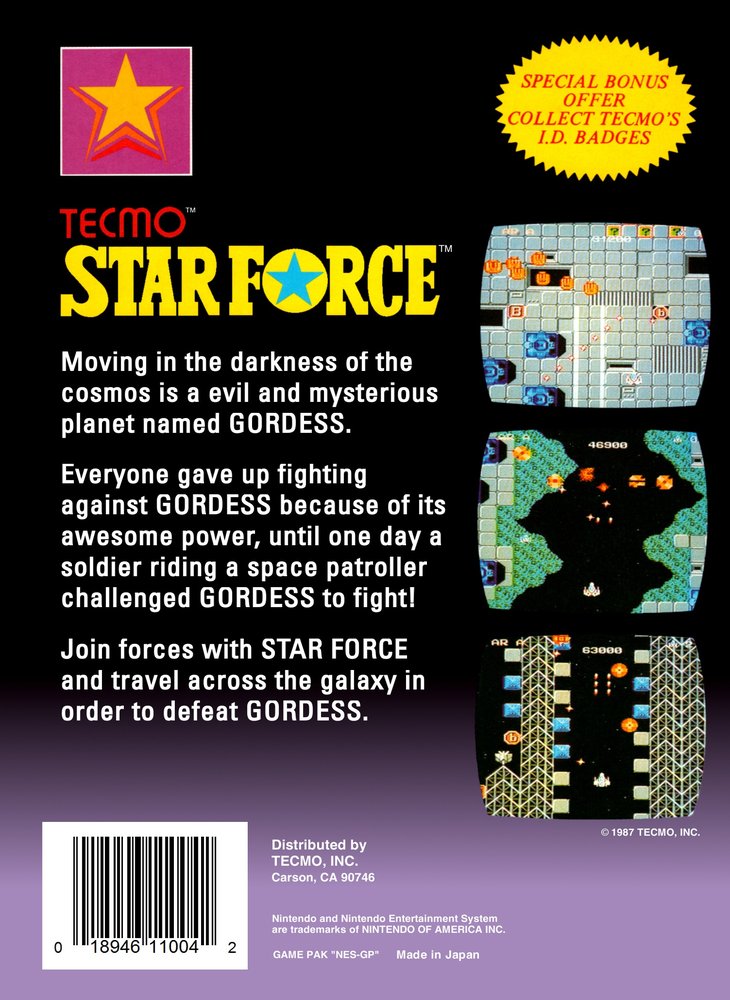 SPECIAL BONUS
OFFER
COLLECT TECMO'S
I.D. BADGES
TECMO™
STAR FORCE™
Moving in the darkness of the
cosmos is a evil and mysterious
planet named GORDESS.
Everyone gave up fighting
against GORDESS because of its
awesome power, until one day a
soldier riding a space patroller
challenged GORDESS to fight!
Join forces with STAR FORCE
and travel across the galaxy in
order to defeat GORDESS.
31200
46900
63000
© 1987 TECMO, INC.
Distributed by
TECMO, INC.
Carson, CA 90746
Nintendo and Nintendo Entertainment System
are trademarks of NINTENDO OF AMERICA INC.
GAME PAK "NES-GP" Made in Japan
0 18946 11004 2